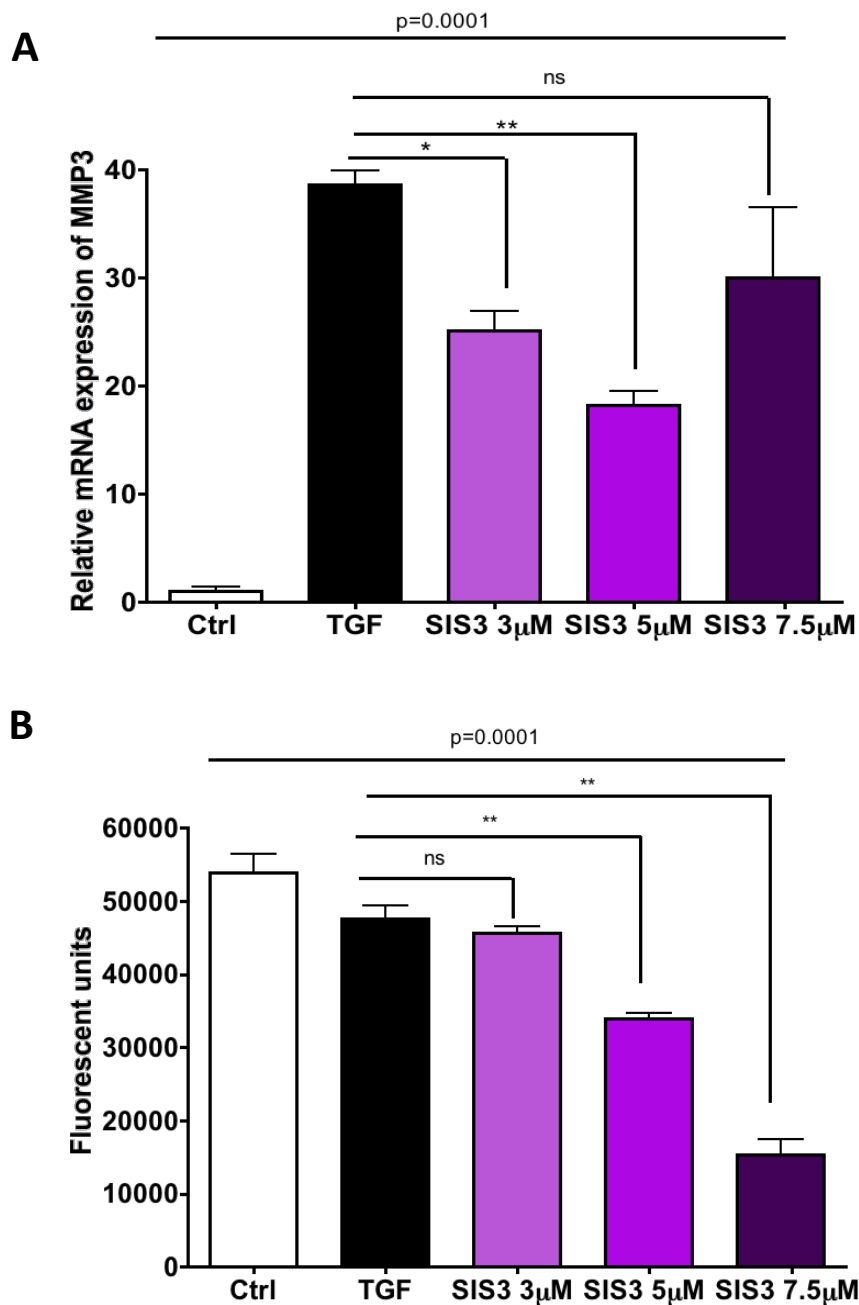 A
p=0.0001
ns
**
*
Relative mRNA expression of MMP3
40
30
20
10
0
Ctrl TGF SIS3 3μM SIS3 5μM SIS3 7.5μM
B
p=0.0001
**
**
ns
Fluorescent units
60000
50000
40000
30000
20000
10000
0
Ctrl TGF SIS3 3μM SIS3 5μM SIS3 7.5μM